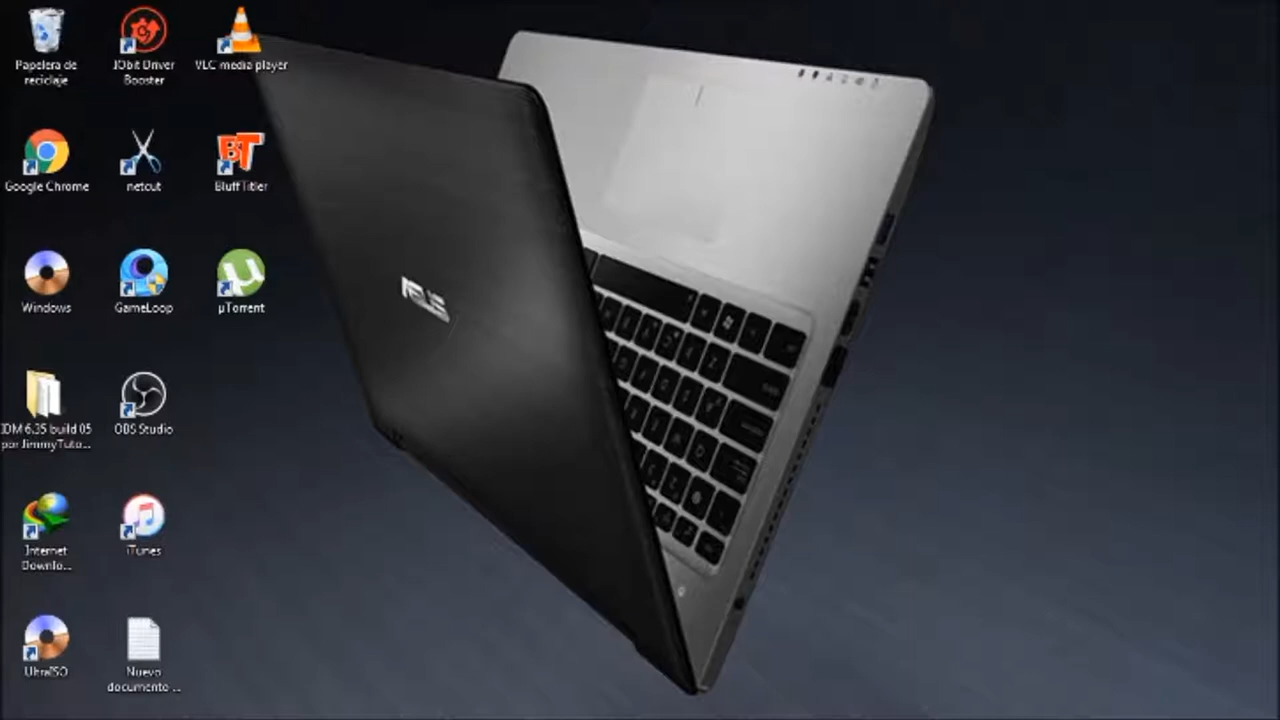 Papelera de
reciclaje
IObit Driver
Booster
VLC media player
Google Chrome
netcut
BT
BluffTitler
Windows
GameLoop
µTorrent
IDM 6.35 build 05
por JimmyTuto...
OBS Studio
Internet
Downlo...
iTunes
UltraISO
Nuevo
documento ...
ASUS